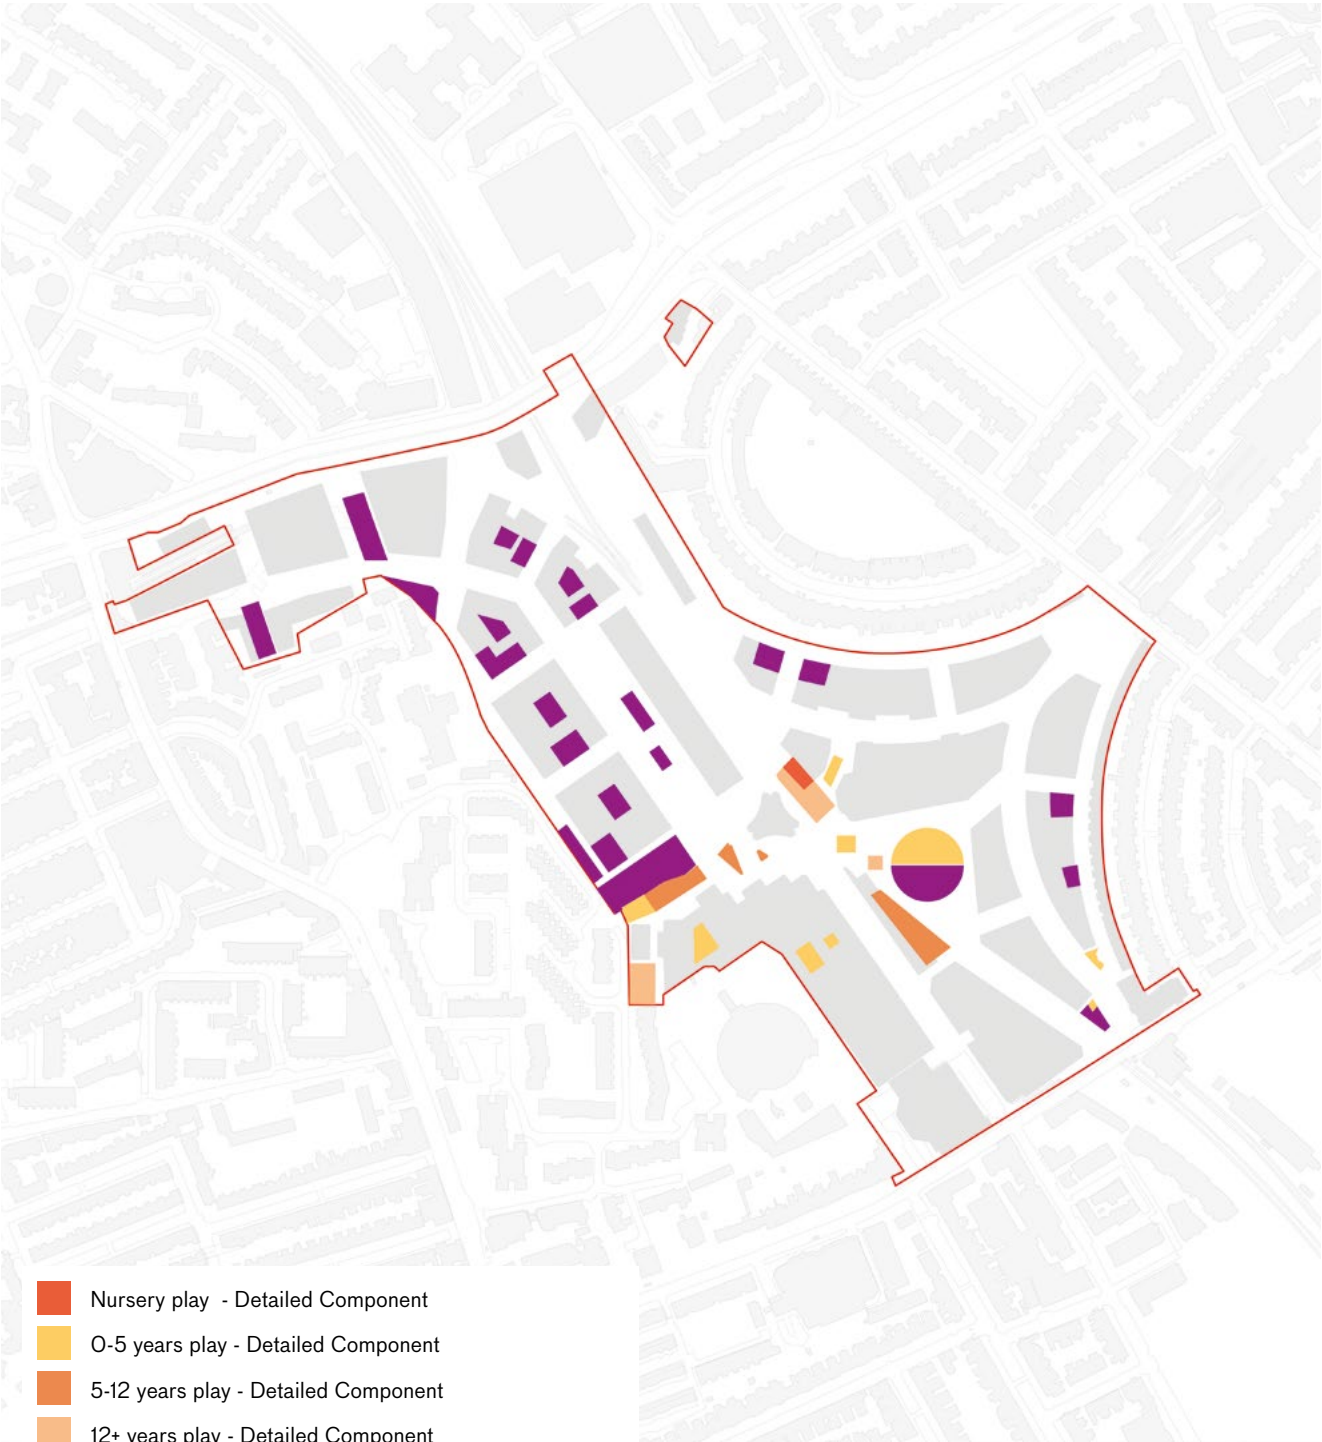 Nursery play - Detailed Component
0-5 years play - Detailed Component
5-12 years play - Detailed Component
12+ years play - Detailed Component